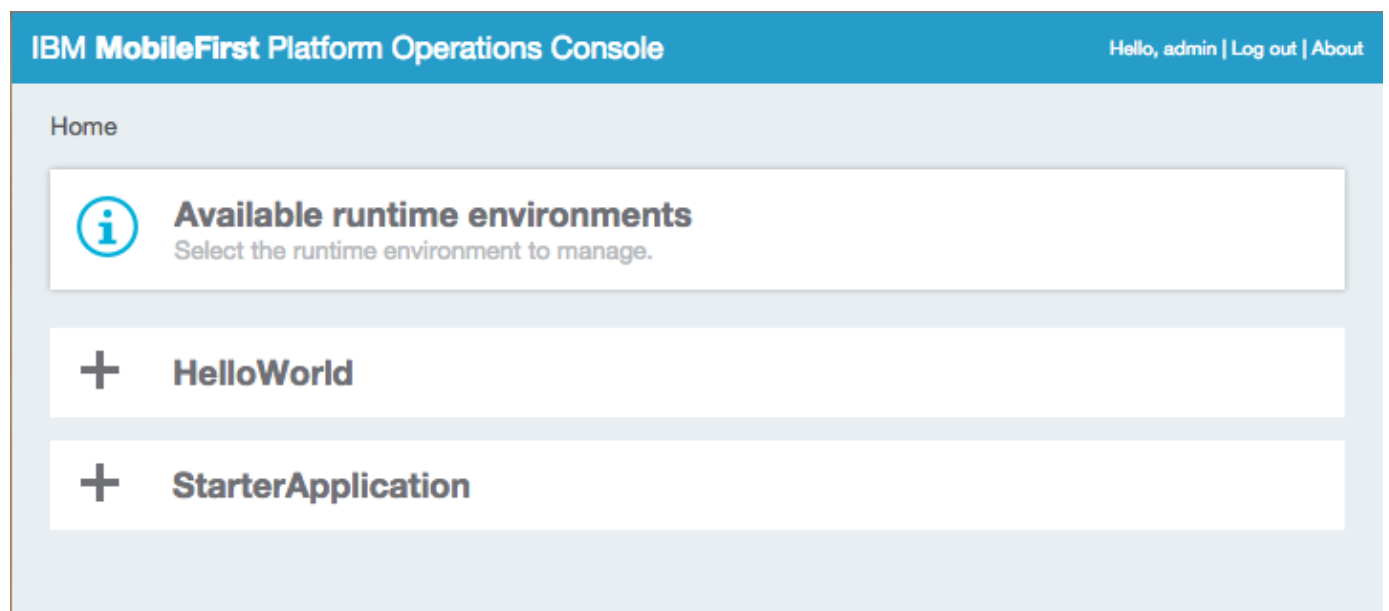 IBM MobileFirst Platform Operations Console
Hello, admin | Log out | About
Home
Available runtime environments
Select the runtime environment to manage.
HelloWorld
StarterApplication